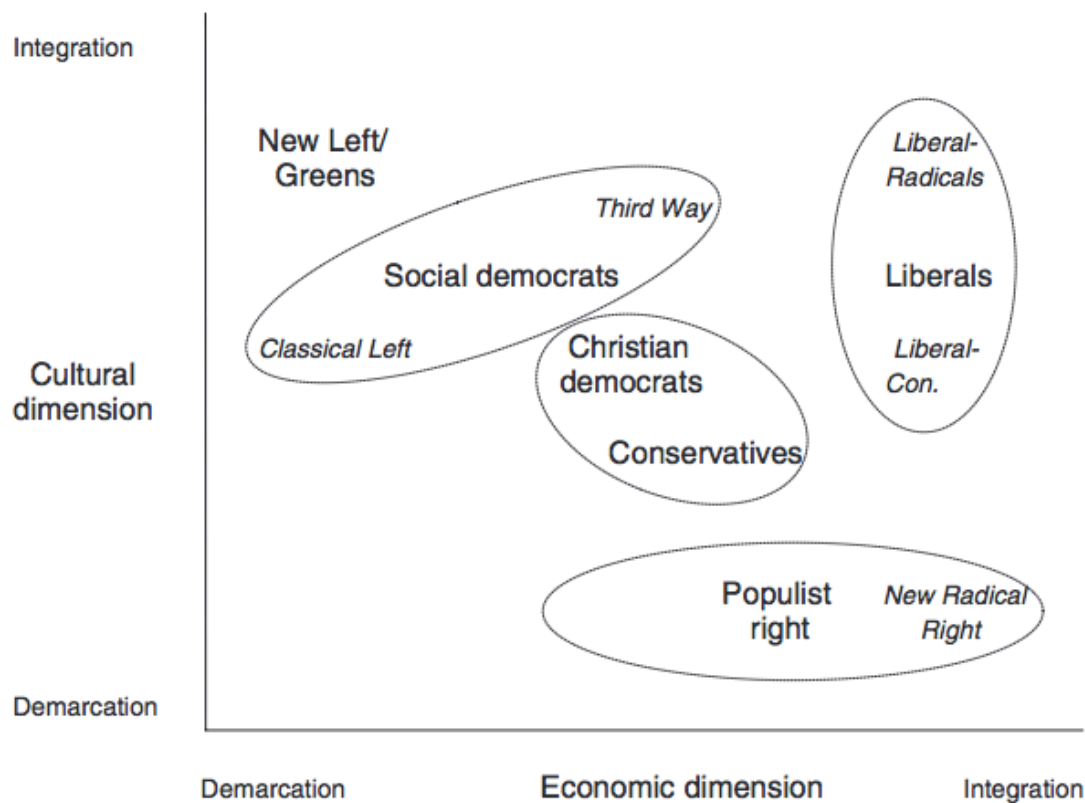 Integration
New Left/
Greens
Liberal-
Radicals
Third Way
Social democrats
Liberals
Classical Left
Christian
democrats
Liberal-
Con.
Cultural
dimension
Conservatives
Populist
right
New Radical
Right
Demarcation
Demarcation
Economic dimension
Integration